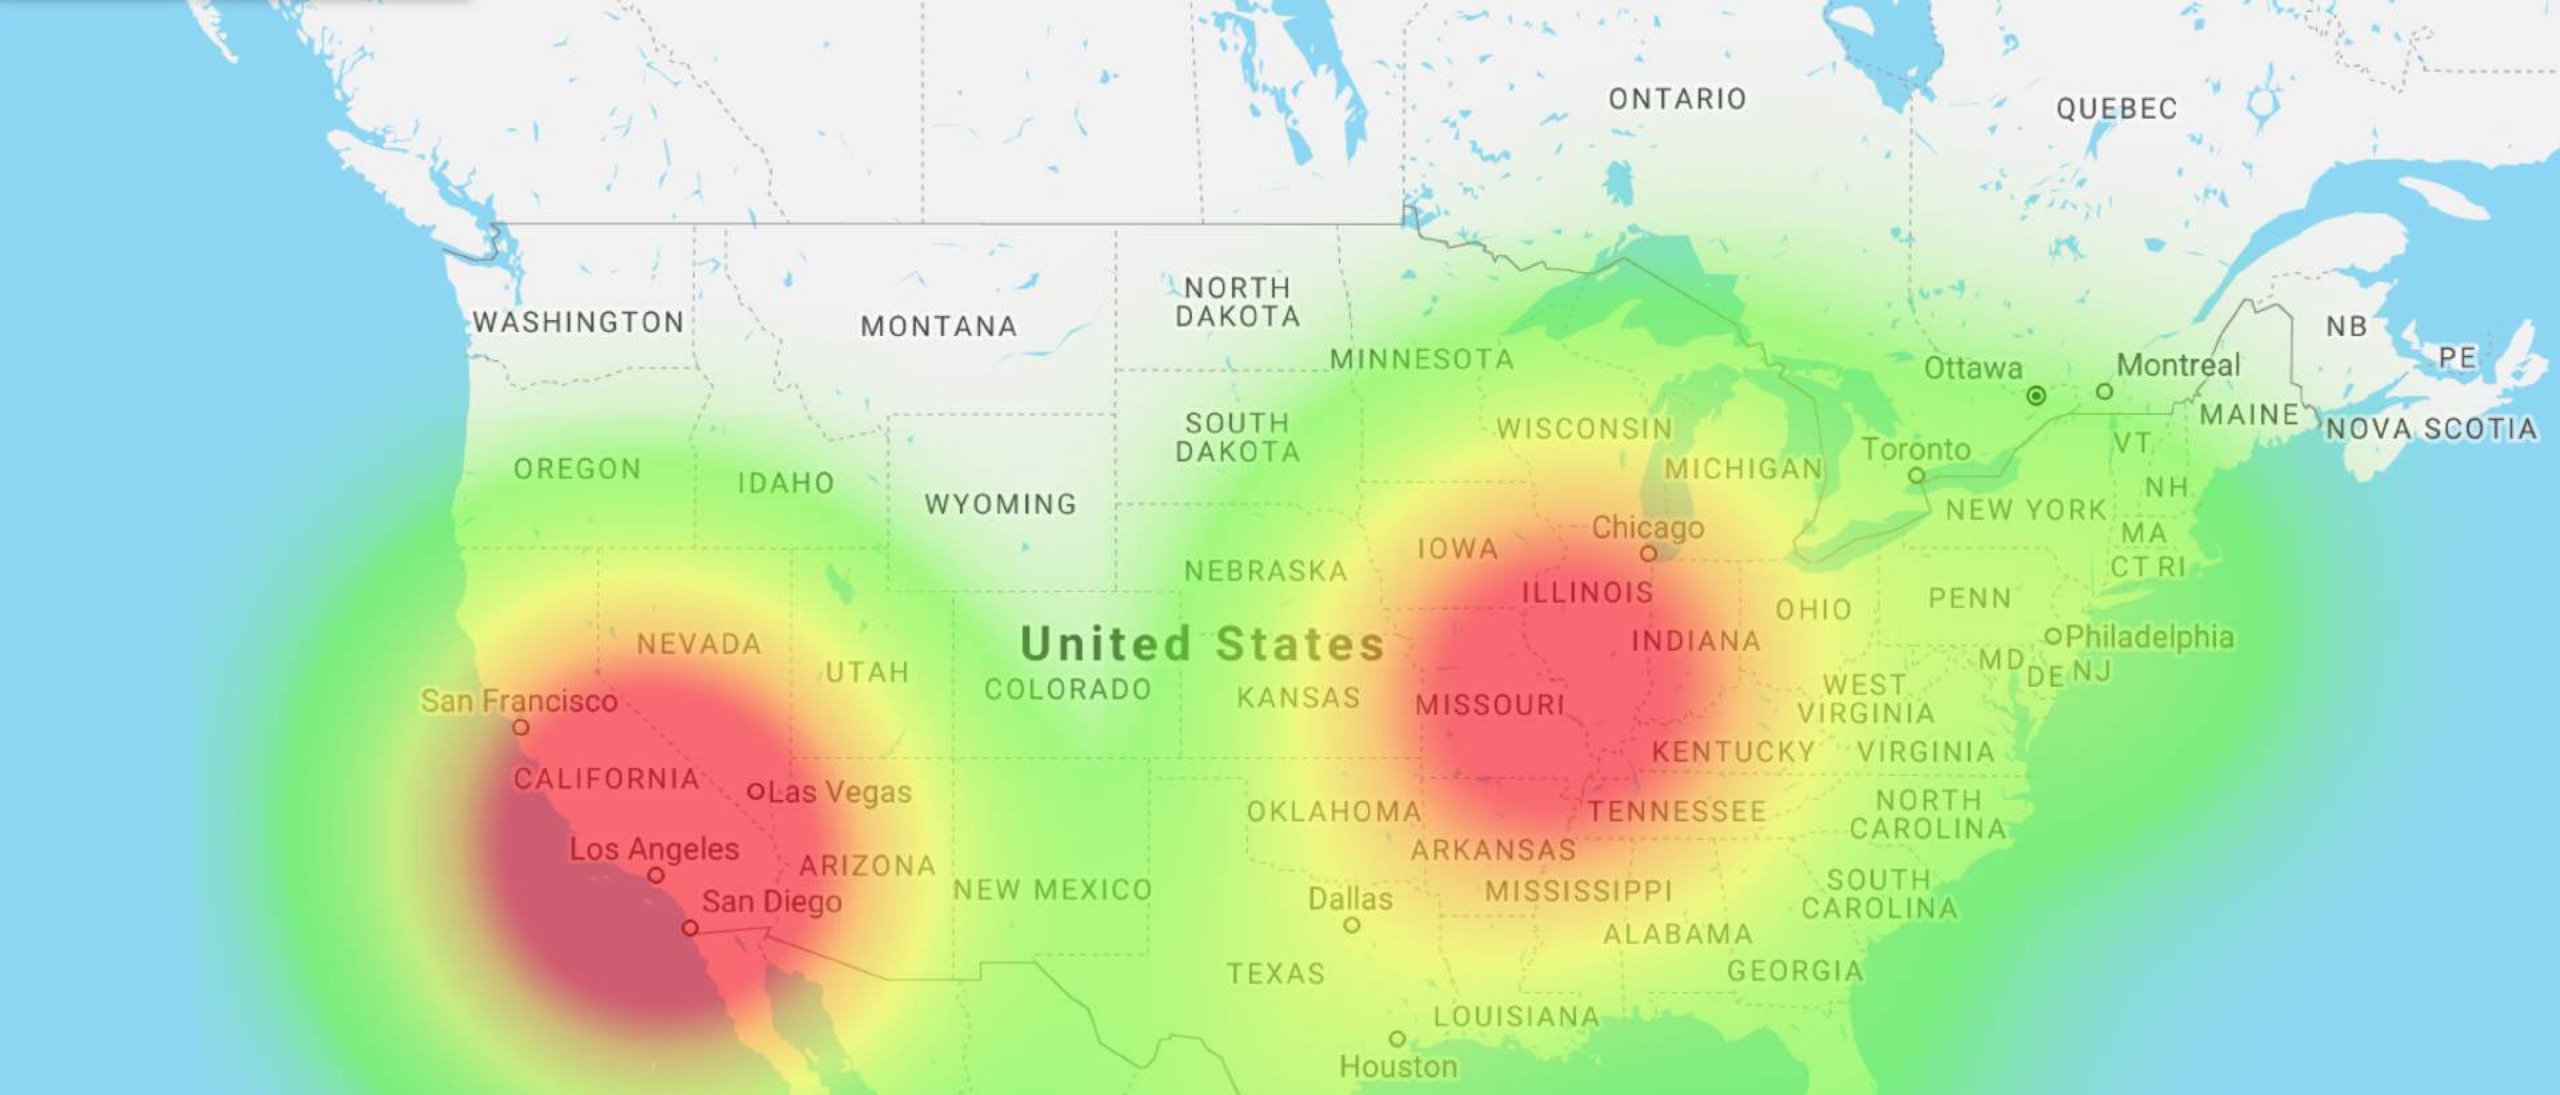 ONTARIO
QUEBEC
NORTH
DAKOTA
WASHINGTON
MONTANA
NB
MINNESOTA
PE
Ottawa
Montreal
MAINE
SOUTH
DAKOTA
WISCONSIN
NOVA SCOTIA
VT
Toronto
OREGON
IDAHO
MICHIGAN
NH
WYOMING
NEW YORK
Chicago
MA
IOWA
NEBRASKA
CT RI
ILLINOIS
PENN
OHIO
United States
NEVADA
INDIANA
Philadelphia
UTAH
MD
DE
NJ
COLORADO
KANSAS
WEST
VIRGINIA
San Francisco
MISSOURI
KENTUCKY
VIRGINIA
CALIFORNIA
Las Vegas
OKLAHOMA
TENNESSEE
NORTH
CAROLINA
Los Angeles
ARIZONA
ARKANSAS
NEW MEXICO
MISSISSIPPI
SOUTH
CAROLINA
San Diego
Dallas
ALABAMA
TEXAS
GEORGIA
LOUISIANA
Houston